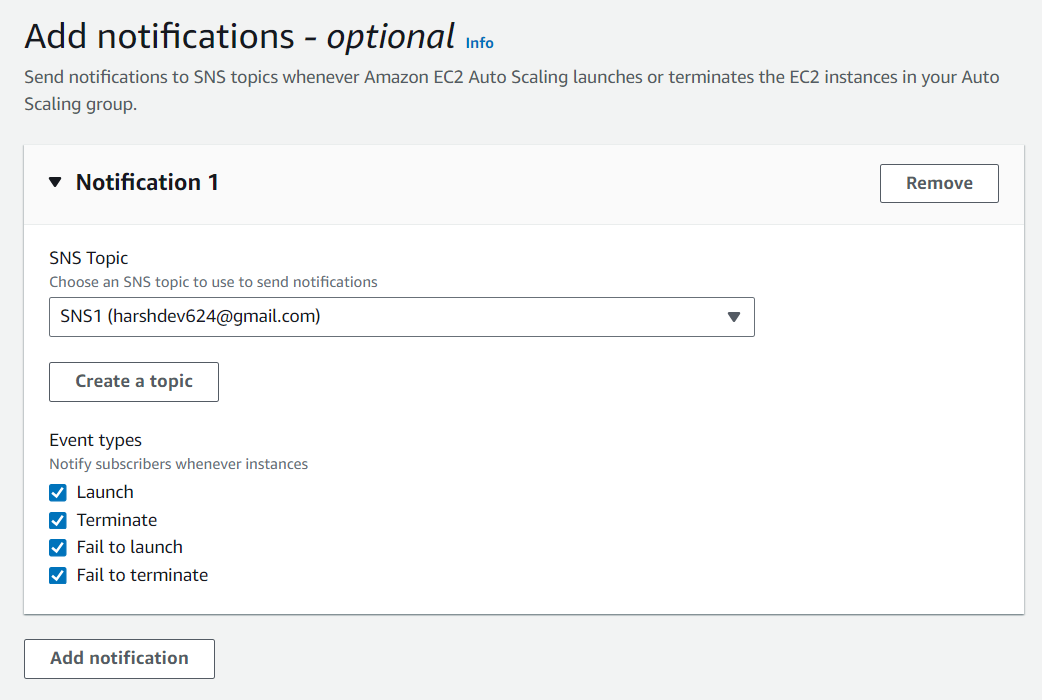 Add notifications - optional Info
Send notifications to SNS topics whenever Amazon EC2 Auto Scaling launches or terminates the EC2 instances in your Auto
Scaling group.
Notification 1
Remove
SNS Topic
Choose an SNS topic to use to send notifications
SNS1 (harshdev624@gmail.com)
Create a topic
Event types
Notify subscribers whenever instances
Launch
Terminate
Fail to launch
Fail to terminate
Add notification